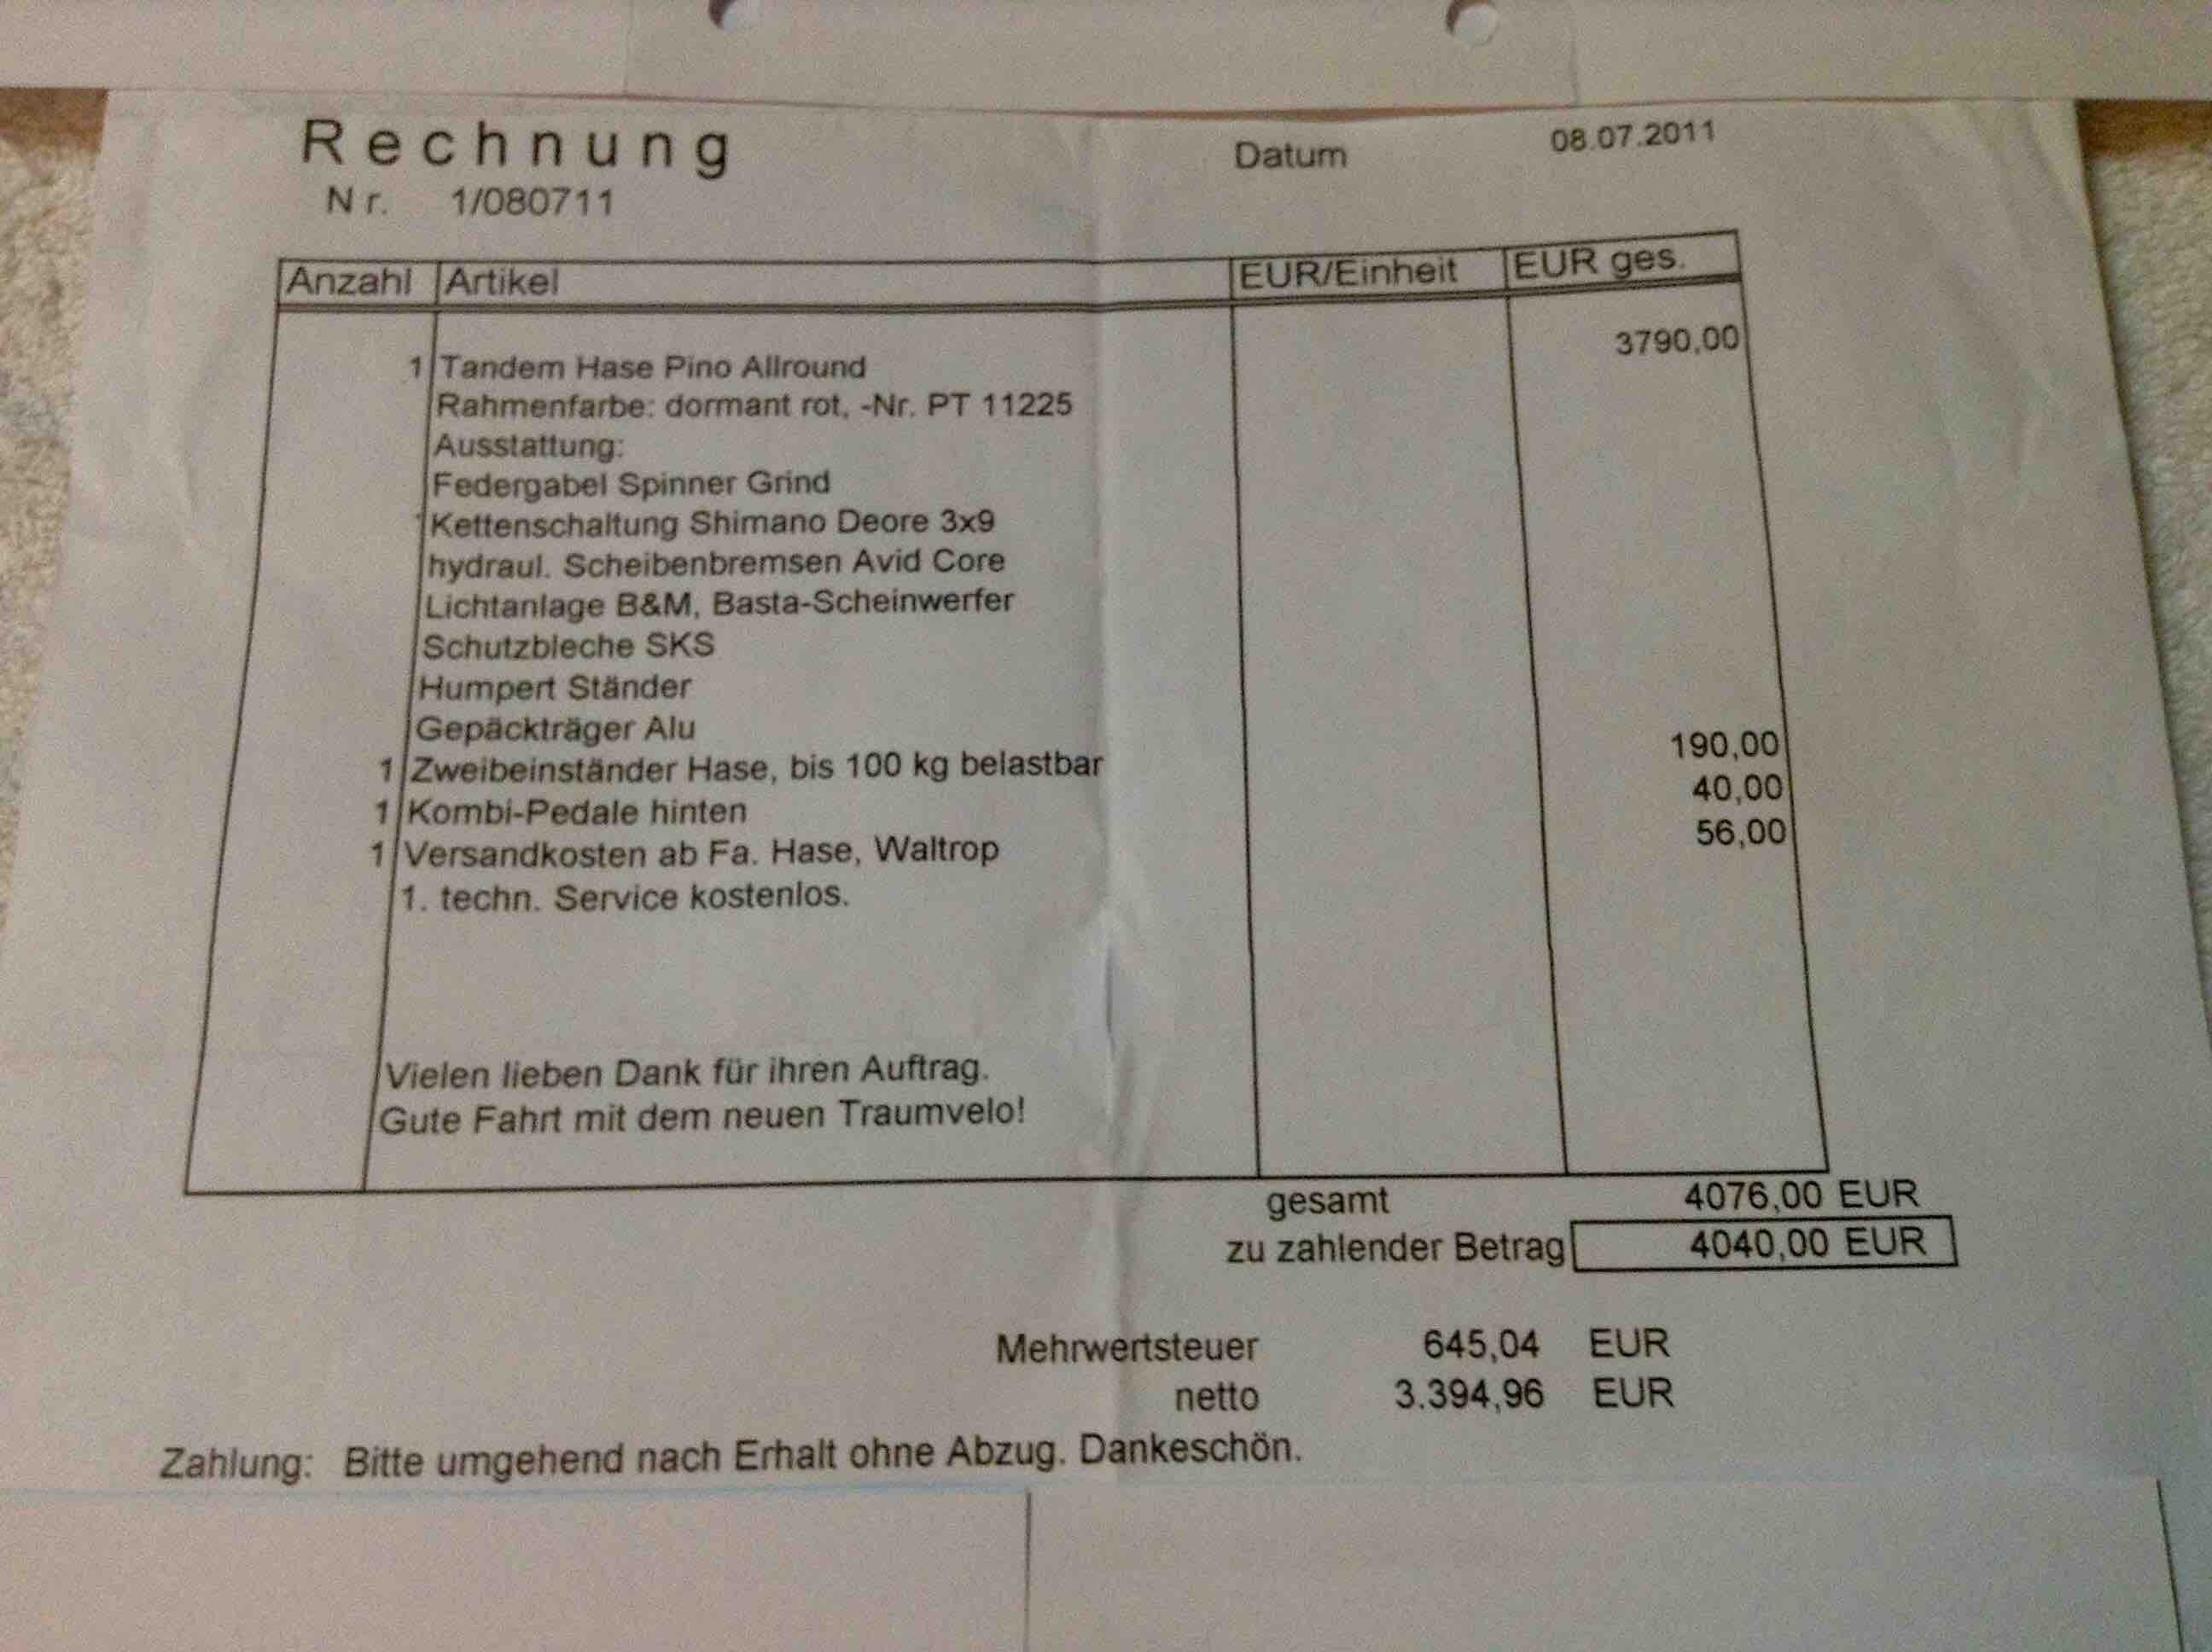 Rechnung Datum 08.07.2011
Nr. 1/080711
Anzahl Artikel EUR/Einheit EUR ges.
1 Tandem Hase Pino Allround 3790,00
Rahmenfarbe: dormant rot, -Nr. PT 11225
Ausstattung:
Federgabel Spinner Grind
Kettenschaltung Shimano Deore 3x9
hydraul. Scheibenbremsen Avid Core
Lichtanlage B&M, Basta-Scheinwerfer
Schutzbleche SKS
Humpert Ständer
Gepäckträger Alu
1 Zweibeinständer Hase, bis 100 kg belastbar 190,00
1 Kombi-Pedale hinten 40,00
1 Versandkosten ab Fa. Hase, Waltrop 56,00
1. techn. Service kostenlos.
Vielen lieben Dank für ihren Auftrag.
Gute Fahrt mit dem neuen Traumvelo!
gesamt 4076,00 EUR
zu zahlender Betrag 4040,00 EUR
Mehrwertsteuer 645,04 EUR
netto 3.394,96 EUR
Zahlung: Bitte umgehend nach Erhalt ohne Abzug. Dankeschön.